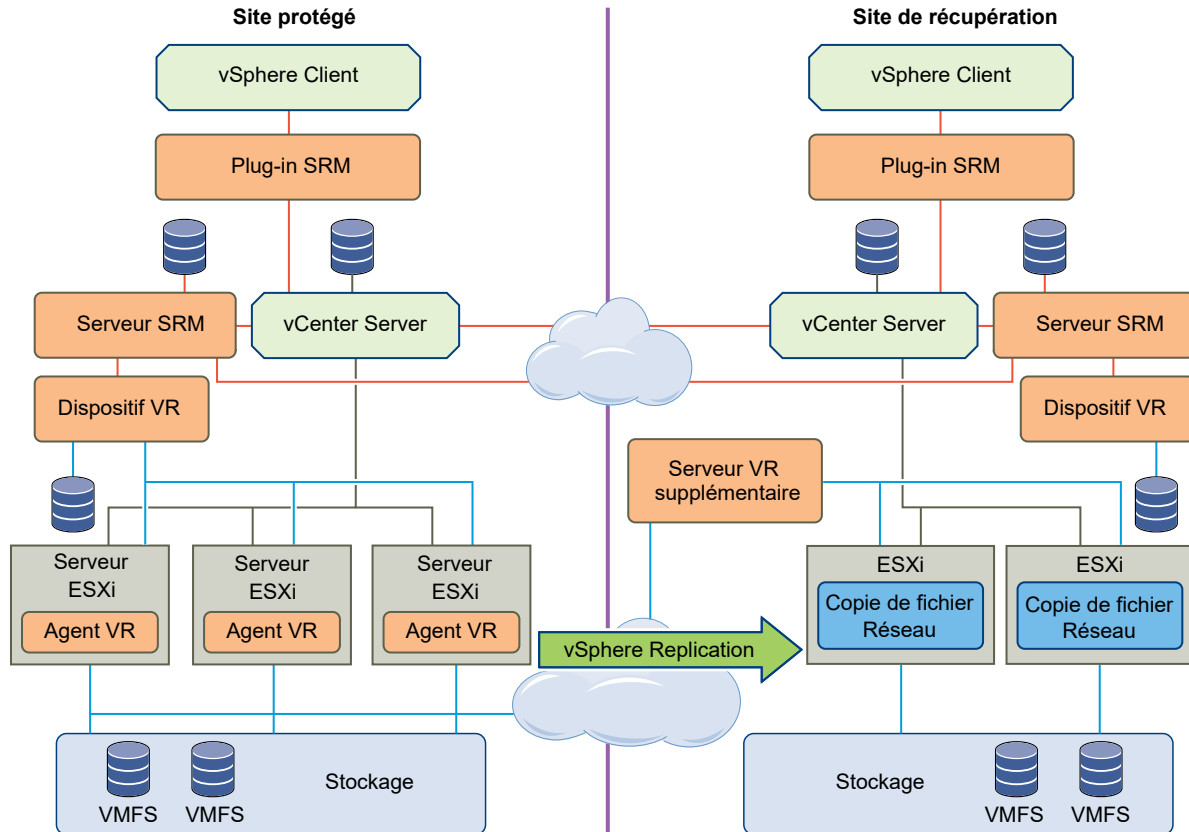 Site protégé
Site de récupération
vSphere Client
vSphere Client
Plug-in SRM
Plug-in SRM
Serveur SRM
vCenter Server
vCenter Server
Serveur SRM
Dispositif VR
Dispositif VR
Serveur VR
supplémentaire
Serveur
ESXi
Agent VR
Serveur
ESXi
Agent VR
Serveur
ESXi
Agent VR
vSphere Replication
ESXi
Copie de fichier
Réseau
ESXi
Copie de fichier
Réseau
VMFS
VMFS
Stockage
Stockage
VMFS
VMFS